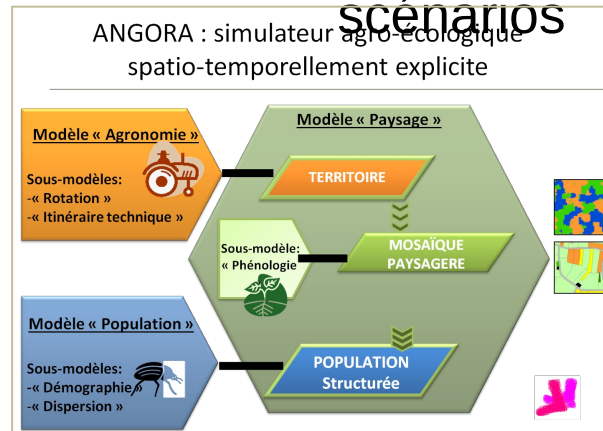 scénarios
ANGORA : simulateur agro-écologique
spatio-temporellement explicite
Modèle « Agronomie »
Sous-modèles:
-« Rotation »
-« Itinéraire technique »
Modèle « Paysage »
TERRITOIRE
Sous-modèle:
« Phénologie
MOSAÏQUE
PAYSAGERE
Modèle « Population »
Sous-modèles:
-« Démographie»
-« Dispersion »
POPULATION
Structurée